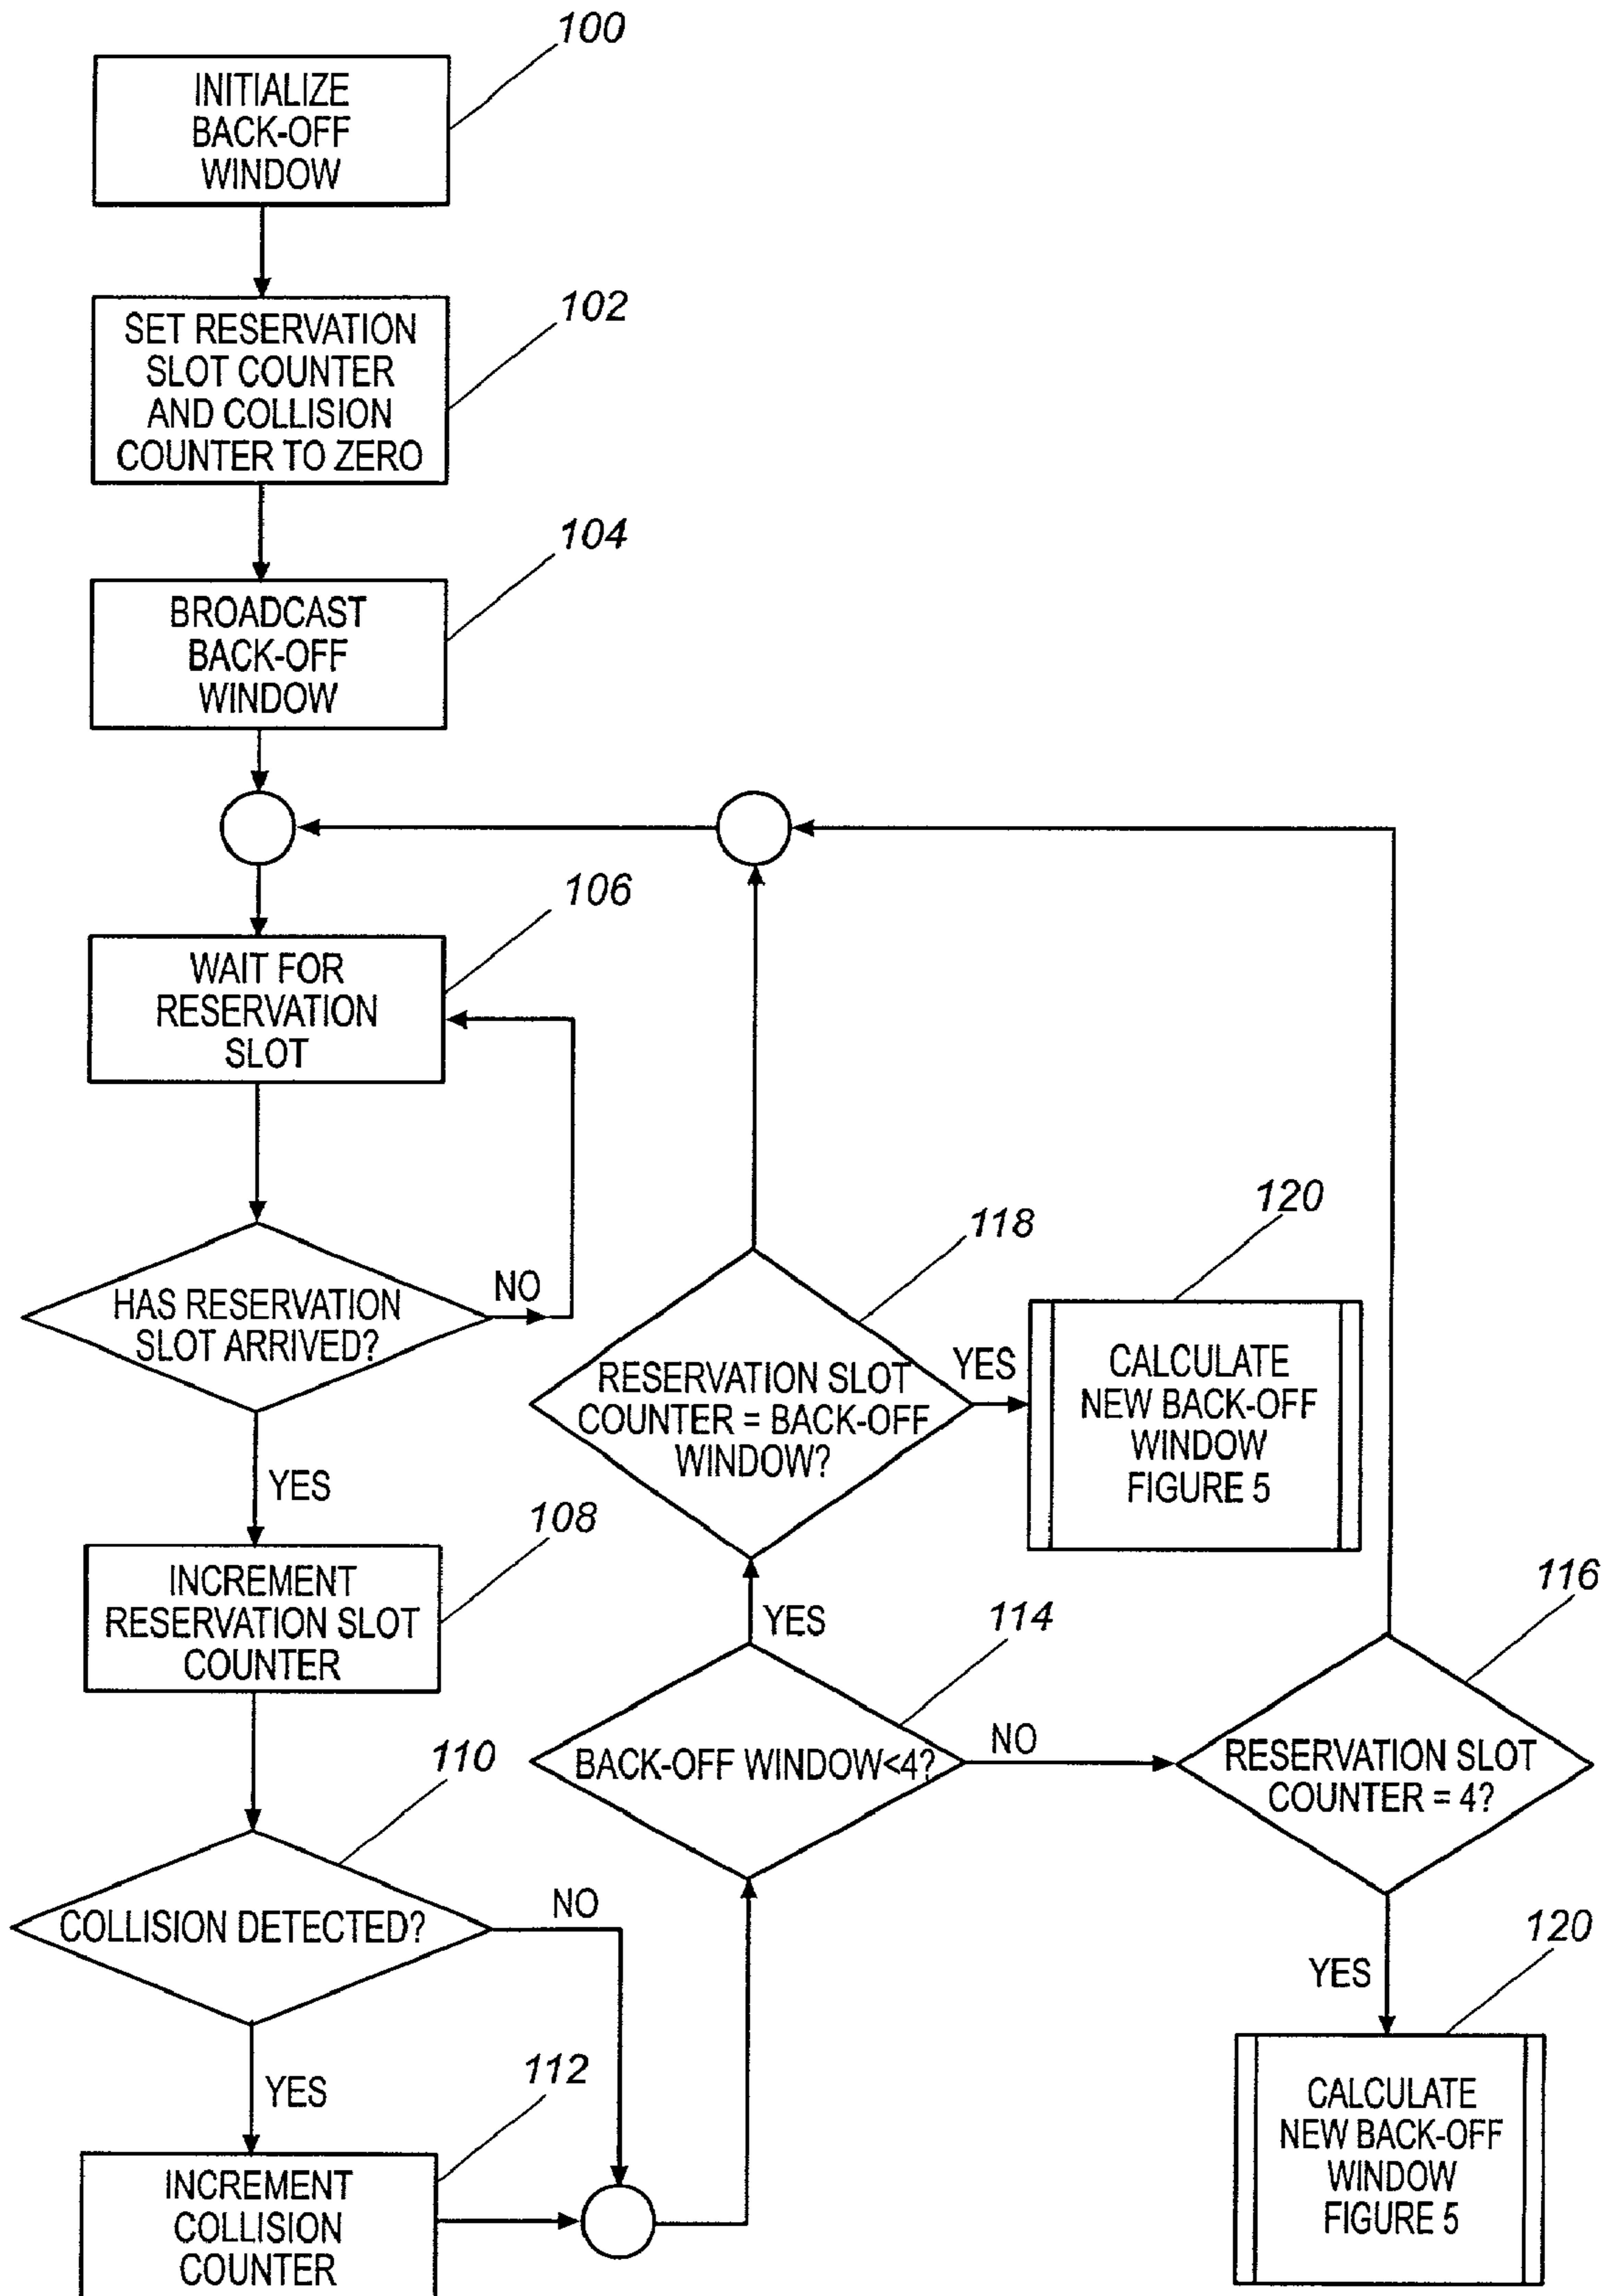 100
INITIALIZE
BACK-OFF
WINDOW
102
SET RESERVATION
SLOT COUNTER
AND COLLISION
COUNTER TO ZERO
104
BROADCAST
BACK-OFF
WINDOW
106
WAIT FOR
RESERVATION
SLOT
HAS RESERVATION
SLOT ARRIVED?
NO
YES
108
INCREMENT
RESERVATION SLOT
COUNTER
110
COLLISION DETECTED?
NO
YES
112
INCREMENT
COLLISION
COUNTER
114
BACK-OFF WINDOW<4?
YES
NO
118
RESERVATION SLOT
COUNTER = BACK-OFF
WINDOW?
YES
120
CALCULATE
NEW BACK-OFF
WINDOW
FIGURE 5
116
RESERVATION SLOT
COUNTER = 4?
YES
120
CALCULATE
NEW BACK-OFF
WINDOW
FIGURE 5